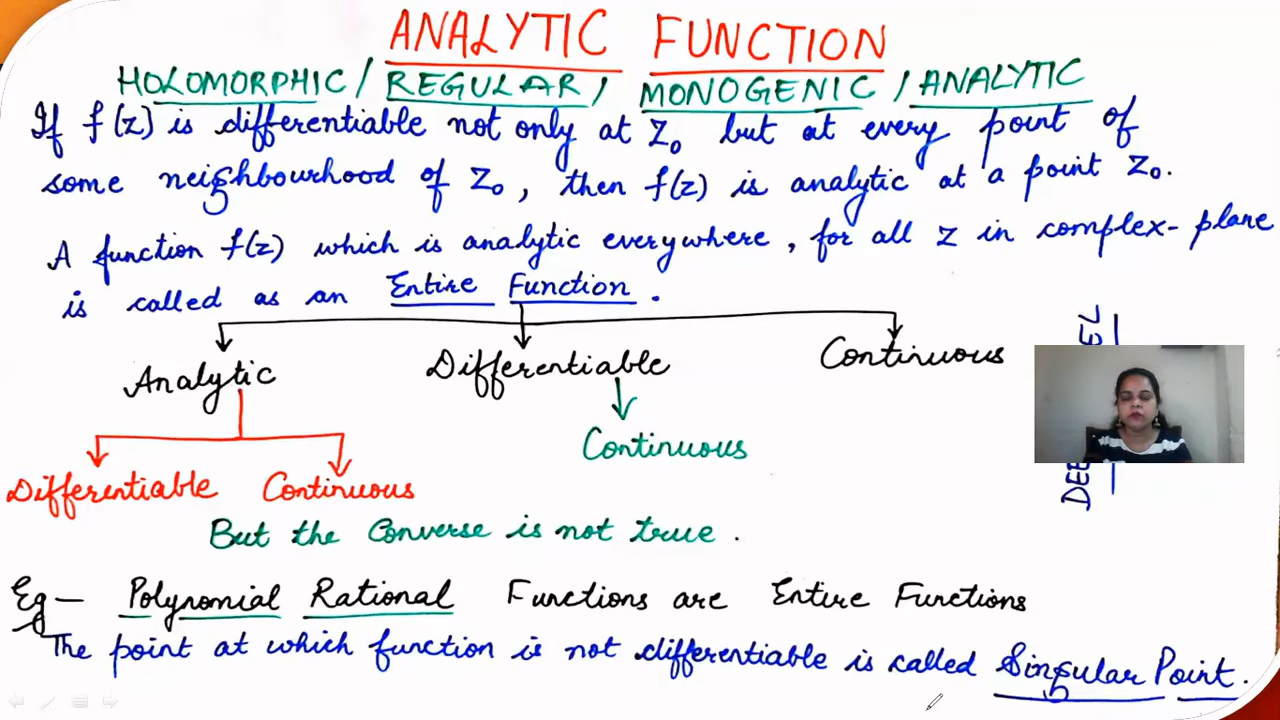 ANALYTIC FUNCTION
HOLOMORPHIC / REGULAR / MONOGENIC / ANALYTIC
If f(z) is differentiable not only at Z₀ but at every point of
some neighbourhood of Z₀, then f(z) is analytic at a point Z₀.
A function f(z) which is analytic everywhere, for all z in complex-plane
is called as an Entire Function.
Analytic Differentiable Continuous
Continuous
Differentiable Continuous
But the Converse is not true.
Eg — Polynomial Rational Functions are Entire Functions
The point at which function is not differentiable is called Singular Point.